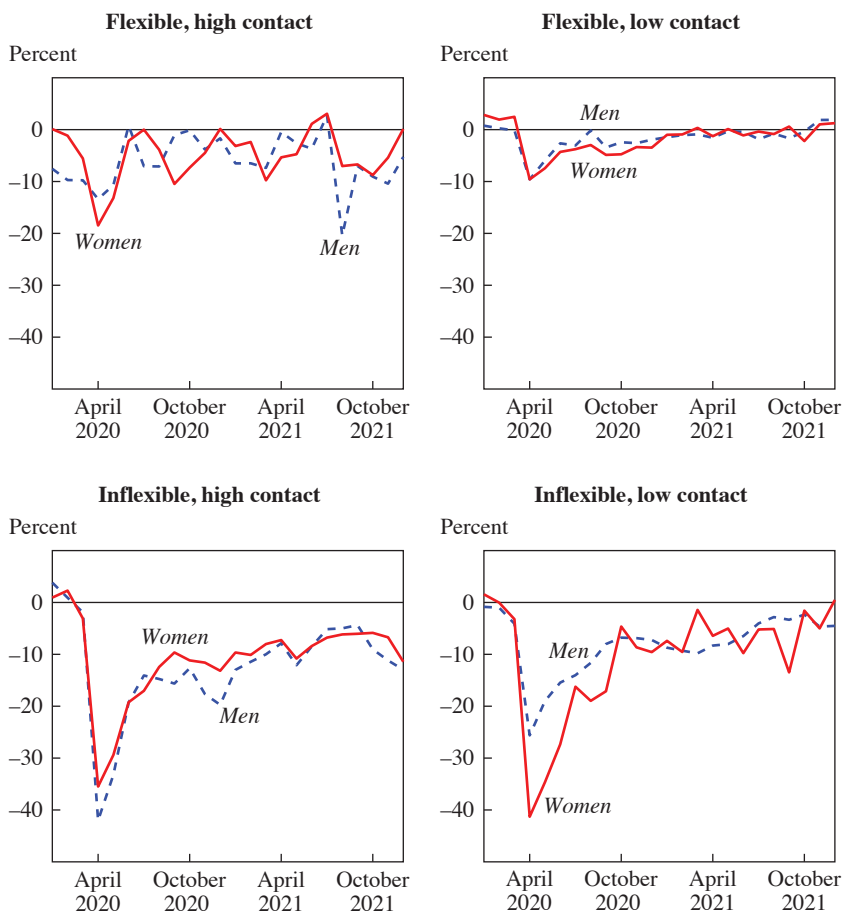 Flexible, high contact
Percent
0
–10
–20
–30
–40
Women
Men
April
2020
October
2020
April
2021
October
2021
Flexible, low contact
Percent
0
–10
–20
–30
–40
Men
Women
April
2020
October
2020
April
2021
October
2021
Inflexible, high contact
Percent
0
–10
–20
–30
–40
Women
Men
April
2020
October
2020
April
2021
October
2021
Inflexible, low contact
Percent
0
–10
–20
–30
–40
Men
Women
April
2020
October
2020
April
2021
October
2021